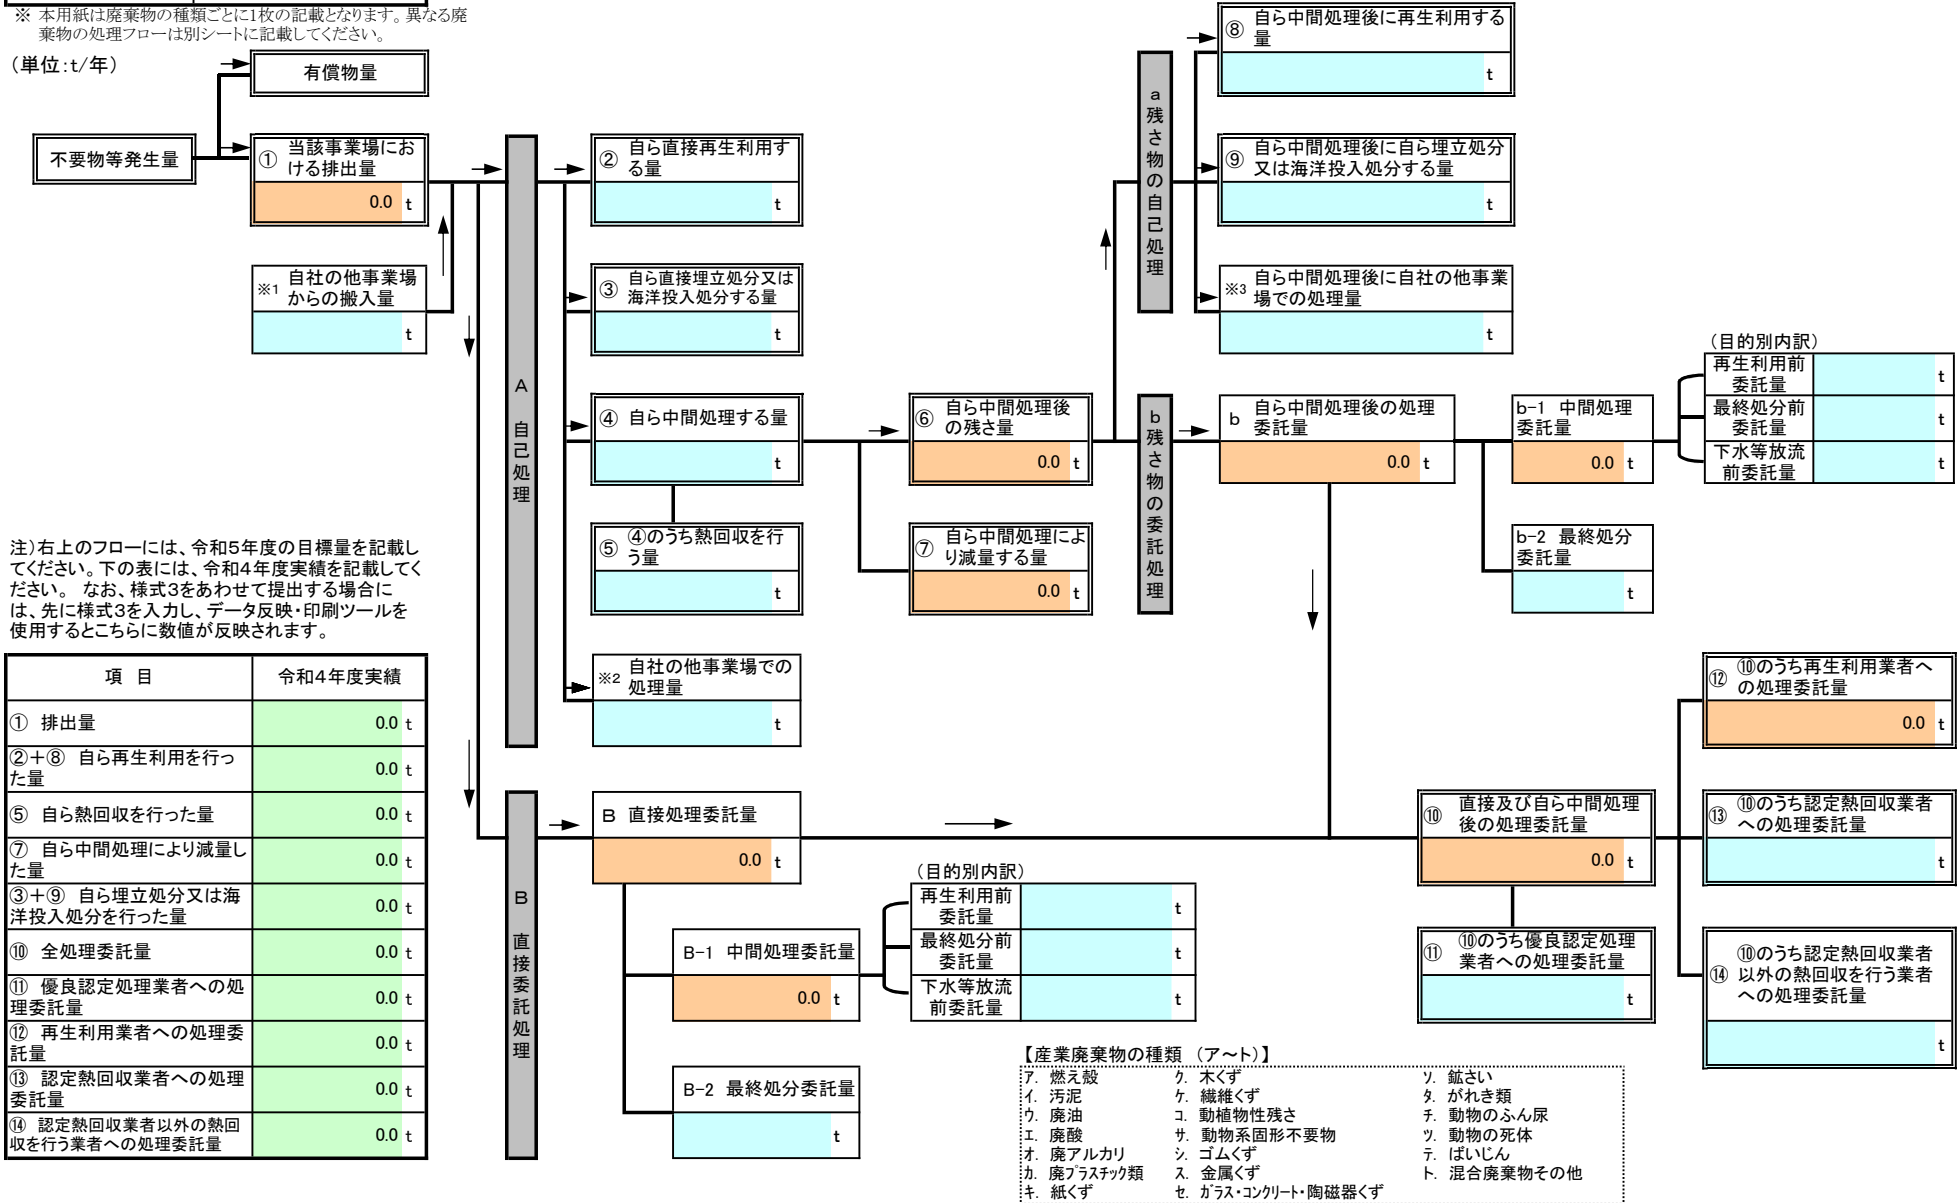 ※ 本用紙は廃棄物の種類ごとに1枚の記載となります。異なる廃
棄物の処理フローは別シートに記載してください。
(単位:t/年)
有償物量
不要物等発生量
① 当該事業場にお
ける排出量
0.0 t
※1 自社の他事業場
からの搬入量
t
A 自己処理
② 自ら直接再生利用す
る量
t
③ 自ら直接埋立処分又は
海洋投入処分する量
t
④ 自ら中間処理する量
t
⑤ ④のうち熱回収を行
う量
t
※2 自社の他事業場での
処理量
t
⑥ 自ら中間処理後
の残さ量
0.0 t
⑦ 自ら中間処理によ
り減量する量
0.0 t
a 残さ物の自己処理
⑧ 自ら中間処理後に再生利用する
量
t
⑨ 自ら中間処理後に自ら埋立処分
又は海洋投入処分する量
t
※3 自ら中間処理後に自社の他事業
場での処理量
t
b 残さ物の委託処理
b 自ら中間処理後の処理
委託量
0.0 t
b-1 中間処理
委託量
0.0 t
b-2 最終処分
委託量
t
(目的別内訳)
再生利用前
委託量
t
最終処分前
委託量
t
下水等放流
前委託量
t
注)右上のフローには、令和5年度の目標量を記載し
てください。下の表には、令和4年度実績を記載してく
ださい。 なお、様式3をあわせて提出する場合に
は、先に様式3を入力し、データ反映・印刷ツールを
使用するとこちらに数値が反映されます。
項 目 令和4年度実績
① 排出量 0.0 t
②+⑧ 自ら再生利用を行っ
た量 0.0 t
⑤ 自ら熱回収を行った量 0.0 t
⑦ 自ら中間処理により減量し
た量 0.0 t
③+⑨ 自ら埋立処分又は海
洋投入処分を行った量 0.0 t
⑩ 全処理委託量 0.0 t
⑪ 優良認定処理業者への処
理委託量 0.0 t
⑫ 再生利用業者への処理委
託量 0.0 t
⑬ 認定熱回収業者への処理
委託量 0.0 t
⑭ 認定熱回収業者以外の熱回
収を行う業者への処理委託量 0.0 t
B 直接委託処理
B 直接処理委託量
0.0 t
B-1 中間処理委託量
0.0 t
B-2 最終処分委託量
t
(目的別内訳)
再生利用前
委託量
t
最終処分前
委託量
t
下水等放流
前委託量
t
⑩ 直接及び自ら中間処理
後の処理委託量
0.0 t
⑪ ⑩のうち優良認定処理
業者への処理委託量
t
⑫ ⑩のうち再生利用業者へ
の処理委託量
0.0 t
⑬ ⑩のうち認定熱回収業者
への処理委託量
t
⑭ ⑩のうち認定熱回収業者
以外の熱回収を行う業者
への処理委託量
t
【産業廃棄物の種類 (ア~ト)】
ア. 燃え殻 ク. 木くず ソ. 鉱さい
イ. 汚泥 ケ. 繊維くず タ. がれき類
ウ. 廃油 コ. 動植物性残さ チ. 動物のふん尿
エ. 廃酸 サ. 動物系固形不要物 ツ. 動物の死体
オ. 廃アルカリ シ. ゴムくず テ. ばいじん
カ. 廃プラスチック類 ス. 金属くず ト. 混合廃棄物その他
キ. 紙くず セ. ガラス・コンクリート・陶磁器くず